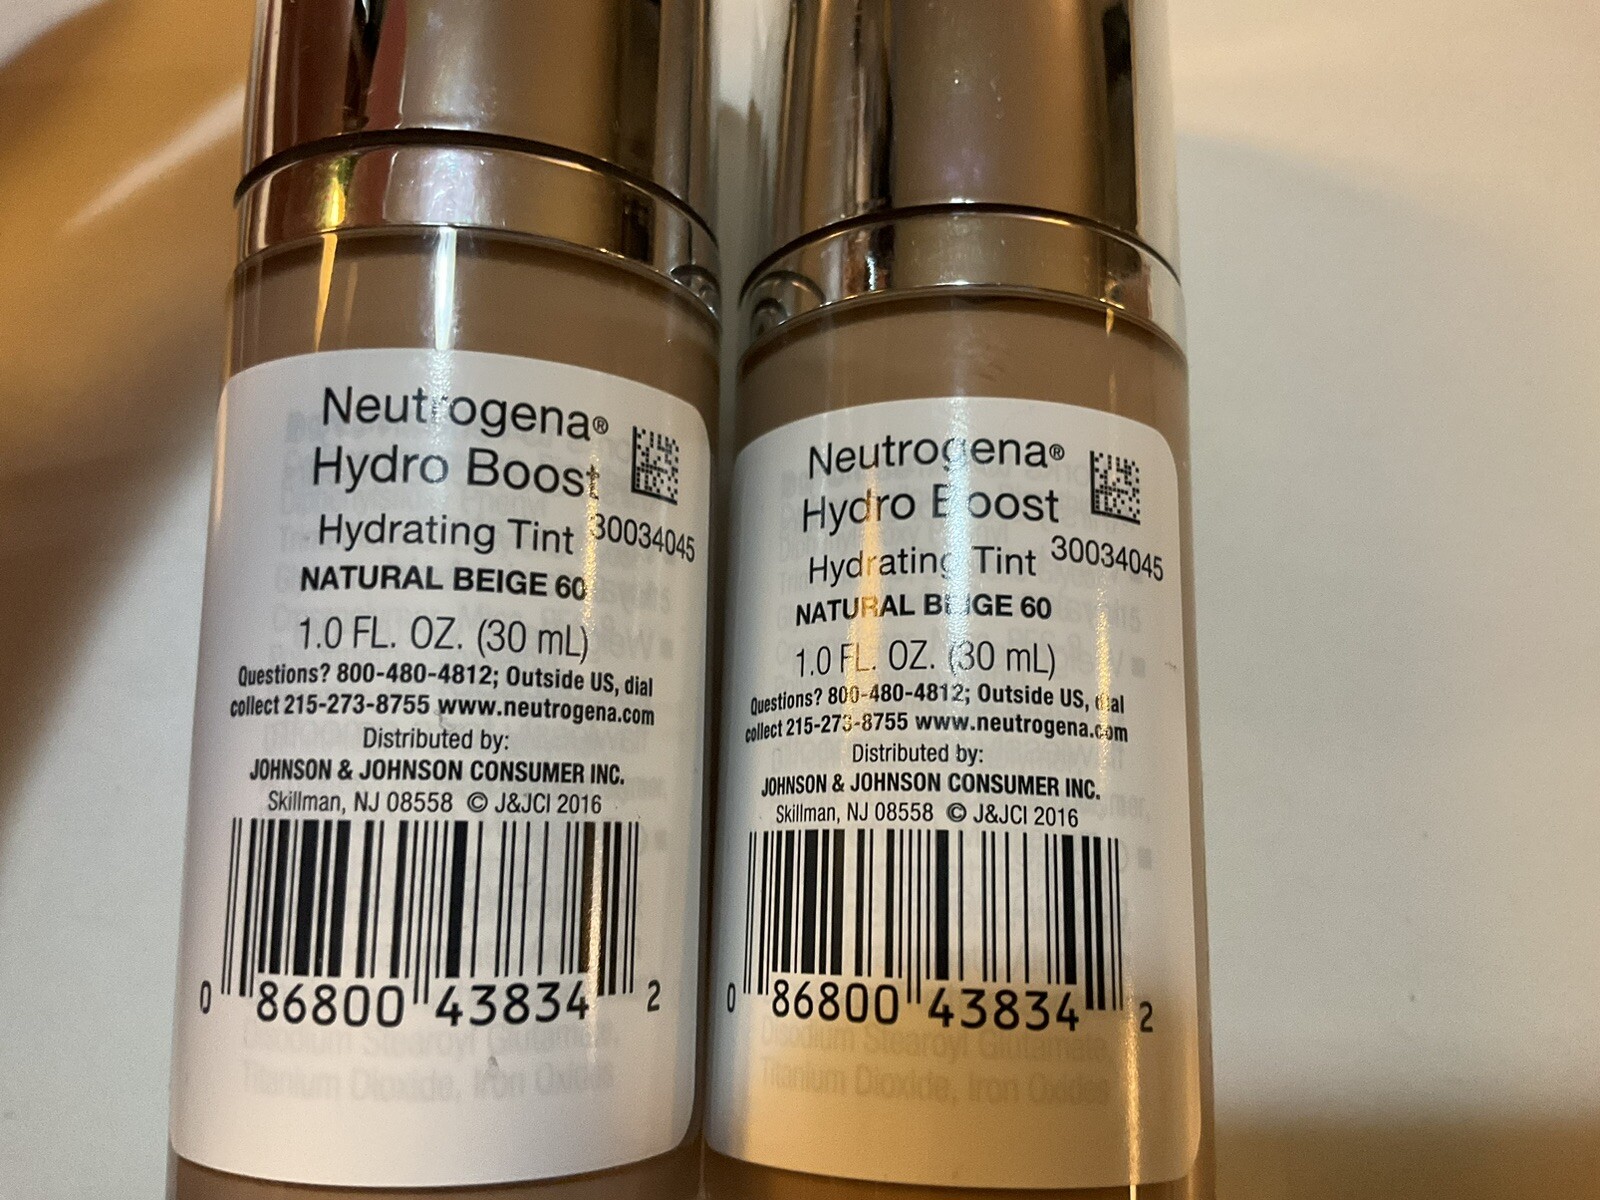 Neutrogena®
Hydro Boost
Hydrating Tint 30034045
NATURAL BEIGE 60
1.0 FL. OZ. (30 mL)
Questions? 800-480-4812; Outside US, dial
collect 215-273-8755 www.neutrogena.com
Distributed by:
JOHNSON & JOHNSON CONSUMER INC.
Skillman, NJ 08558 © J&JCI 2016
0 86800 43834 2
Disodium Stearoyl Glutamate,
Titanium Dioxide, Iron Oxides
Neutrogena®
Hydro Boost
Hydrating Tint 30034045
NATURAL BEIGE 60
1.0 FL. OZ. (30 mL)
Questions? 800-480-4812; Outside US, dial
collect 215-273-8755 www.neutrogena.com
Distributed by:
JOHNSON & JOHNSON CONSUMER INC.
Skillman, NJ 08558 © J&JCI 2016
0 86800 43834 2
Disodium Stearoyl Glutamate,
Titanium Dioxide, Iron Oxides